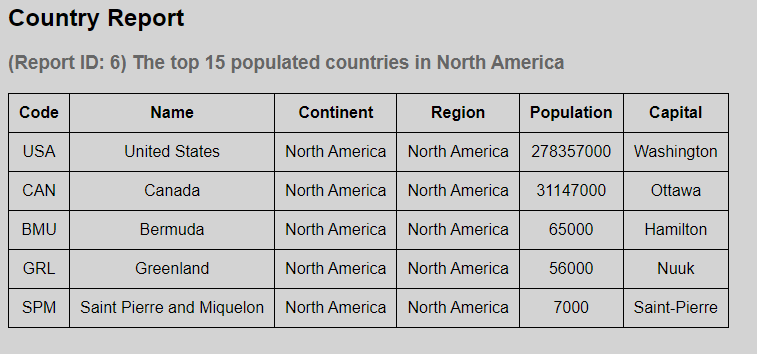 Country Report
(Report ID: 6) The top 15 populated countries in North America
Code Name Continent Region Population Capital
USA United States North America North America 278357000 Washington
CAN Canada North America North America 31147000 Ottawa
BMU Bermuda North America North America 65000 Hamilton
GRL Greenland North America North America 56000 Nuuk
SPM Saint Pierre and Miquelon North America North America 7000 Saint-Pierre